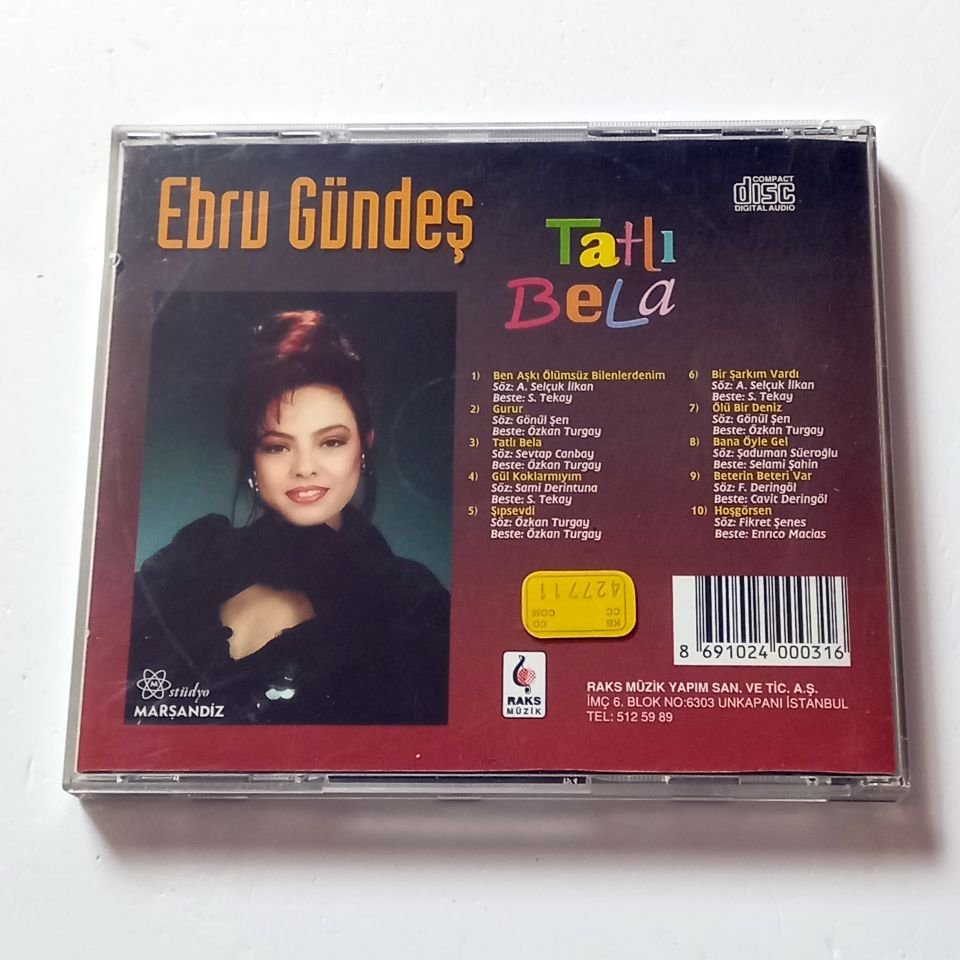 Ebru Gündeş
COMPACT
disc
DIGITAL AUDIO
Tatlı
BeLa
1) Ben Aşkı Ölümsüz Bilenlerdenim
Söz: A. Selçuk İlkan
Beste: S. Tekay
2) Gurur
Söz: Gönül Şen
Beste: Özkan Turgay
3) Tatlı Bela
Söz: Sevtap Canbay
Beste: Özkan Turgay
4) Gül Koklarmıyım
Söz: Sami Derintuna
Beste: S. Tekay
5) Şıpsevdi
Söz: Özkan Turgay
Beste: Özkan Turgay
6) Bir Şarkım Vardı
Söz: A. Selçuk İlkan
Beste: S. Tekay
7) Ölü Bir Deniz
Söz: Gönül Şen
Beste: Özkan Turgay
8) Bana Öyle Gel
Söz: Şaduman Süeroğlu
Beste: Selami Şahin
9) Beterin Beteri Var
Söz: F. Deringöl
Beste: Cavit Deringöl
10) Hoşgörsen
Söz: Fikret Şenes
Beste: Enrico Macias
KB CD
CC COM
427711
8 691024 000316
M
stüdyo
MARŞANDİZ
RAKS
MÜZİK
RAKS MÜZİK YAPIM SAN. VE TİC. A.Ş.
İMÇ 6. BLOK NO:6303 UNKAPANI İSTANBUL
TEL: 512 59 89